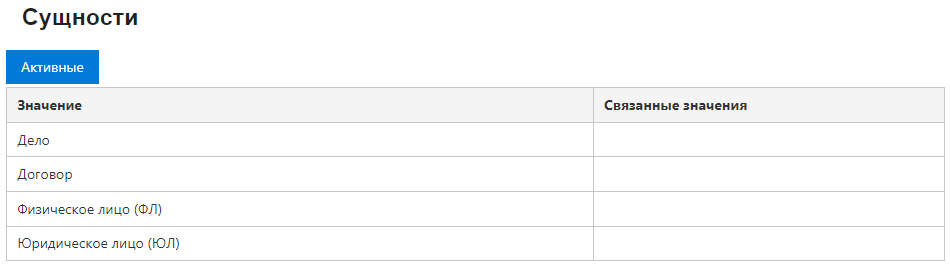 Сущности
Активные
Значение Связанные значения
Дело
Договор
Физическое лицо (ФЛ)
Юридическое лицо (ЮЛ)